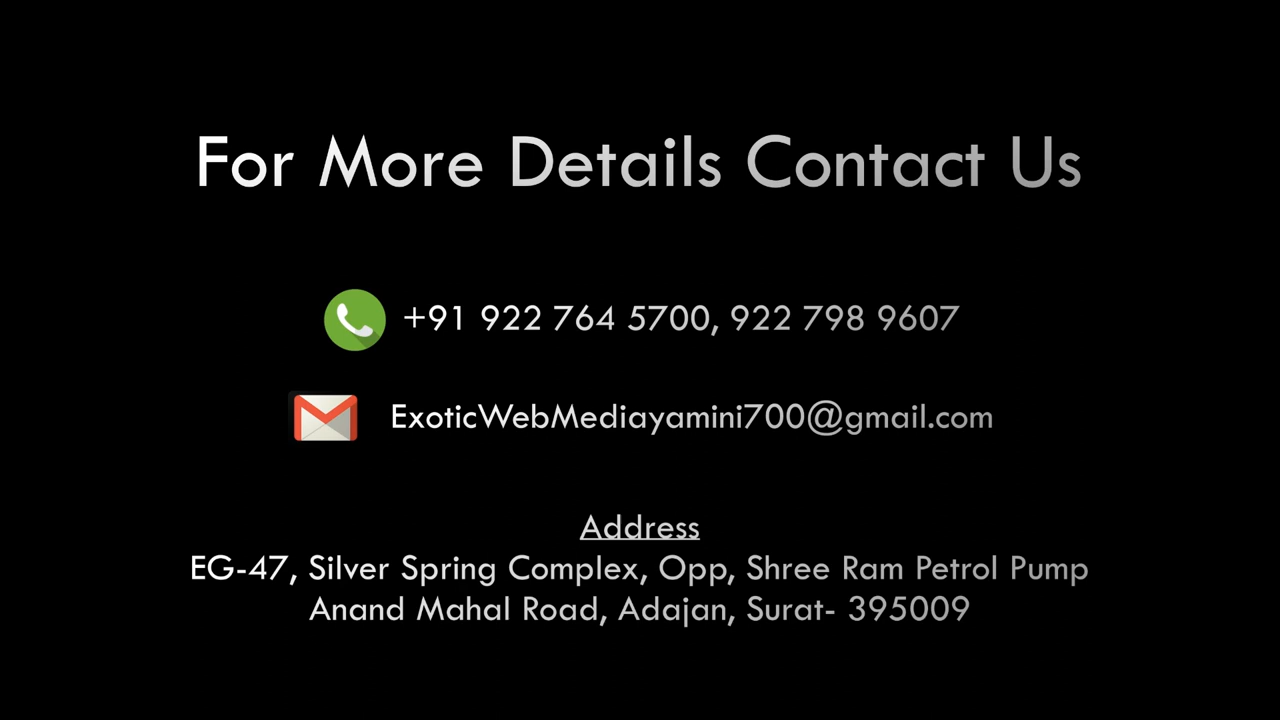 For More Details Contact Us
+91 922 764 5700, 922 798 9607
ExoticWebMediayamini700@gmail.com
Address
EG-47, Silver Spring Complex, Opp, Shree Ram Petrol Pump
Anand Mahal Road, Adajan, Surat- 395009